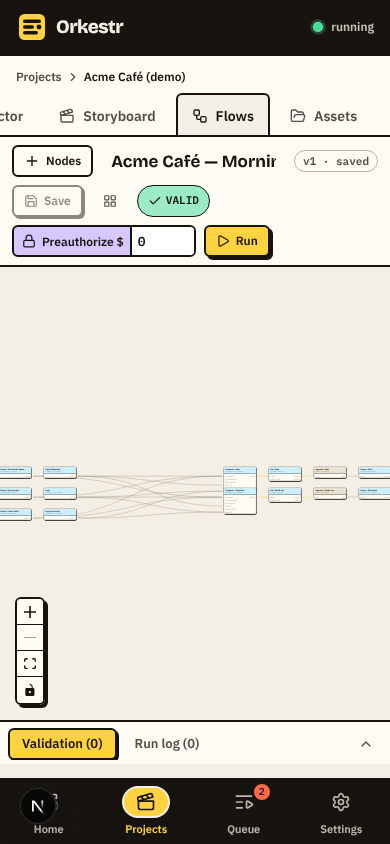 Orkestr
running
Projects > Acme Café (demo)
ctor
Storyboard
Flows
Assets
Nodes
Acme Café — Mornin
v1 · saved
Save
VALID
Preauthorize $
0
Run
Validation (0)
Run log (0)
2
N
Home
Projects
Queue
Settings